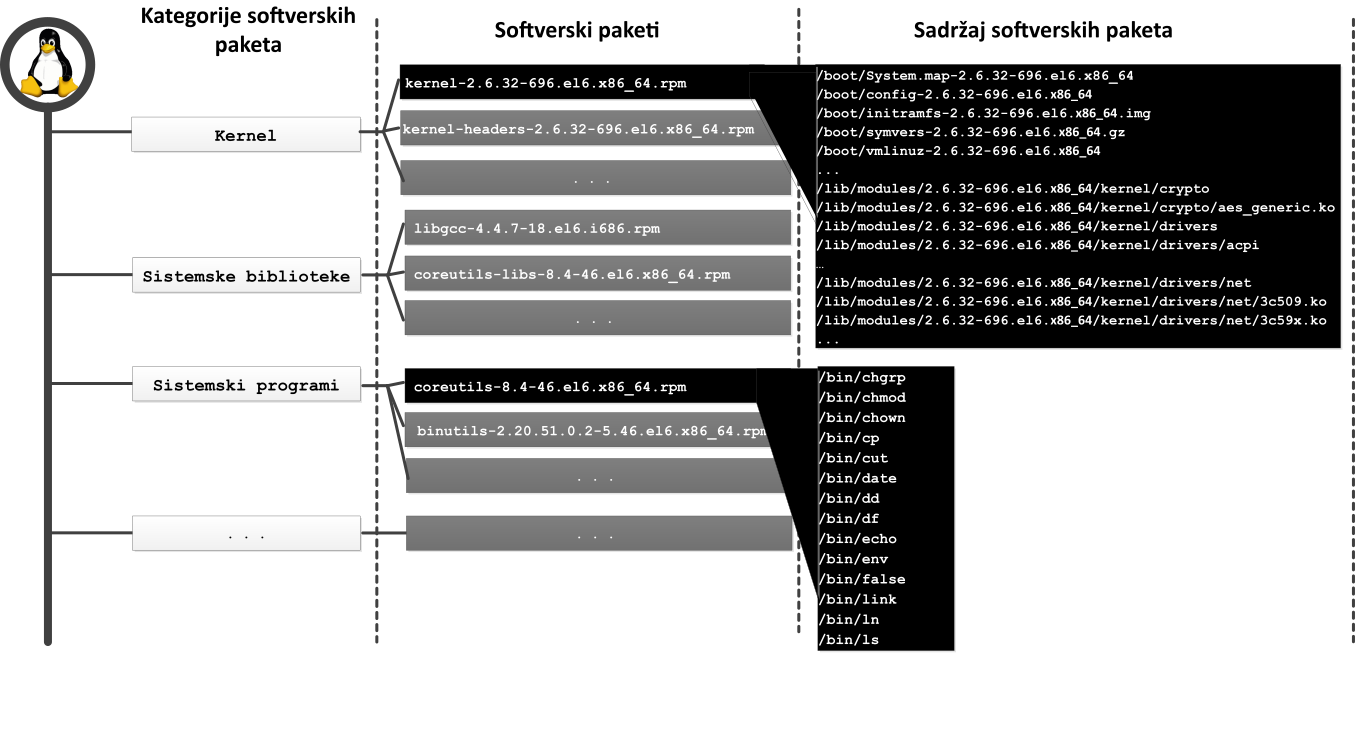 Kategorije softverskih
paketa
Softverski paketi
Sadržaj softverskih paketa
Kernel
kernel-2.6.32-696.el6.x86_64.rpm
kernel-headers-2.6.32-696.el6.x86_64.rpm
. . .
Sistemske biblioteke
libgcc-4.4.7-18.el6.i686.rpm
coreutils-libs-8.4-46.el6.x86_64.rpm
. . .
Sistemski programi
coreutils-8.4-46.el6.x86_64.rpm
binutils-2.20.51.0.2-5.46.el6.x86_64.rpm
. . .
. . .
. . .
/boot/System.map-2.6.32-696.el6.x86_64
/boot/config-2.6.32-696.el6.x86_64
/boot/initramfs-2.6.32-696.el6.x86_64.img
/boot/symvers-2.6.32-696.el6.x86_64.gz
/boot/vmlinuz-2.6.32-696.el6.x86_64
...
/lib/modules/2.6.32-696.el6.x86_64/kernel/crypto
/lib/modules/2.6.32-696.el6.x86_64/kernel/crypto/aes_generic.ko
/lib/modules/2.6.32-696.el6.x86_64/kernel/drivers
/lib/modules/2.6.32-696.el6.x86_64/kernel/drivers/acpi
…
/lib/modules/2.6.32-696.el6.x86_64/kernel/drivers/net
/lib/modules/2.6.32-696.el6.x86_64/kernel/drivers/net/3c509.ko
/lib/modules/2.6.32-696.el6.x86_64/kernel/drivers/net/3c59x.ko
...
/bin/chgrp
/bin/chmod
/bin/chown
/bin/cp
/bin/cut
/bin/date
/bin/dd
/bin/df
/bin/echo
/bin/env
/bin/false
/bin/link
/bin/ln
/bin/ls